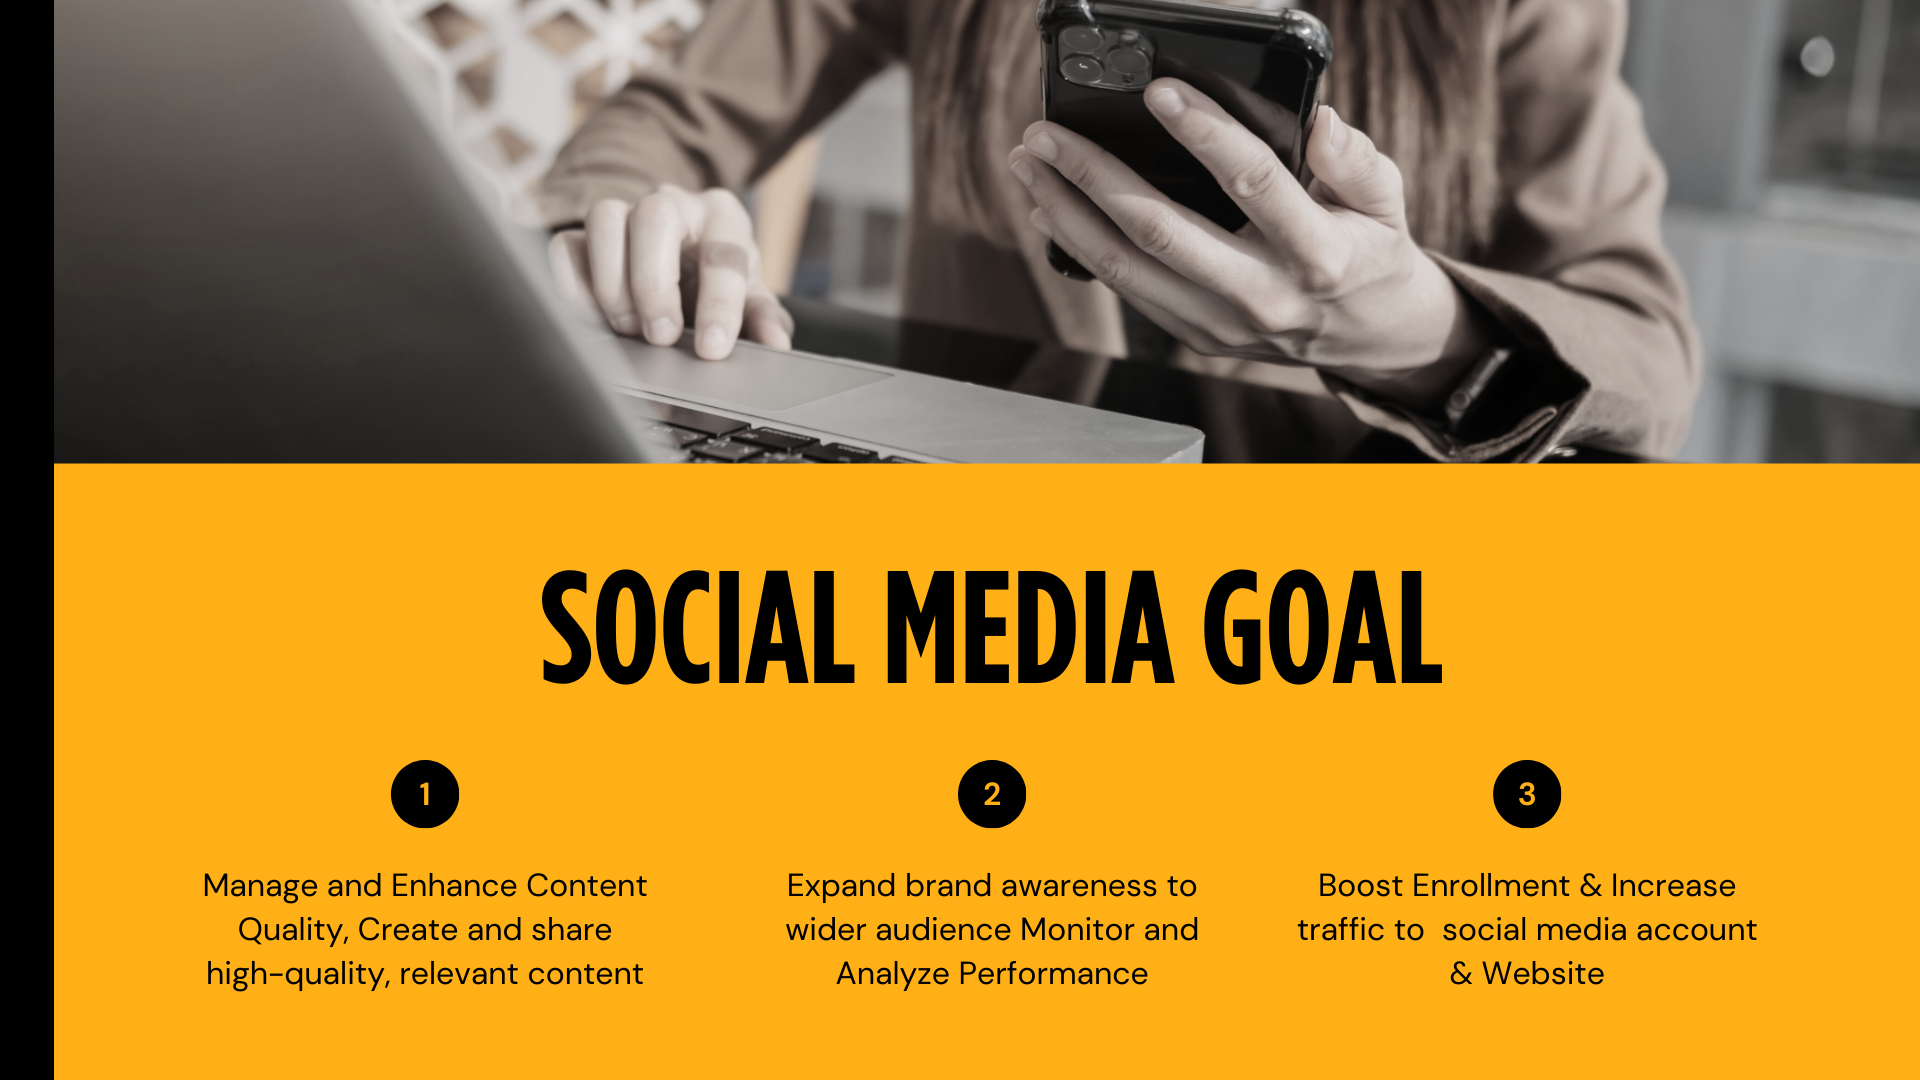 SOCIAL MEDIA GOAL
1
Manage and Enhance Content
Quality, Create and share
high-quality, relevant content
2
Expand brand awareness to
wider audience Monitor and
Analyze Performance
3
Boost Enrollment & Increase
traffic to  social media account
& Website